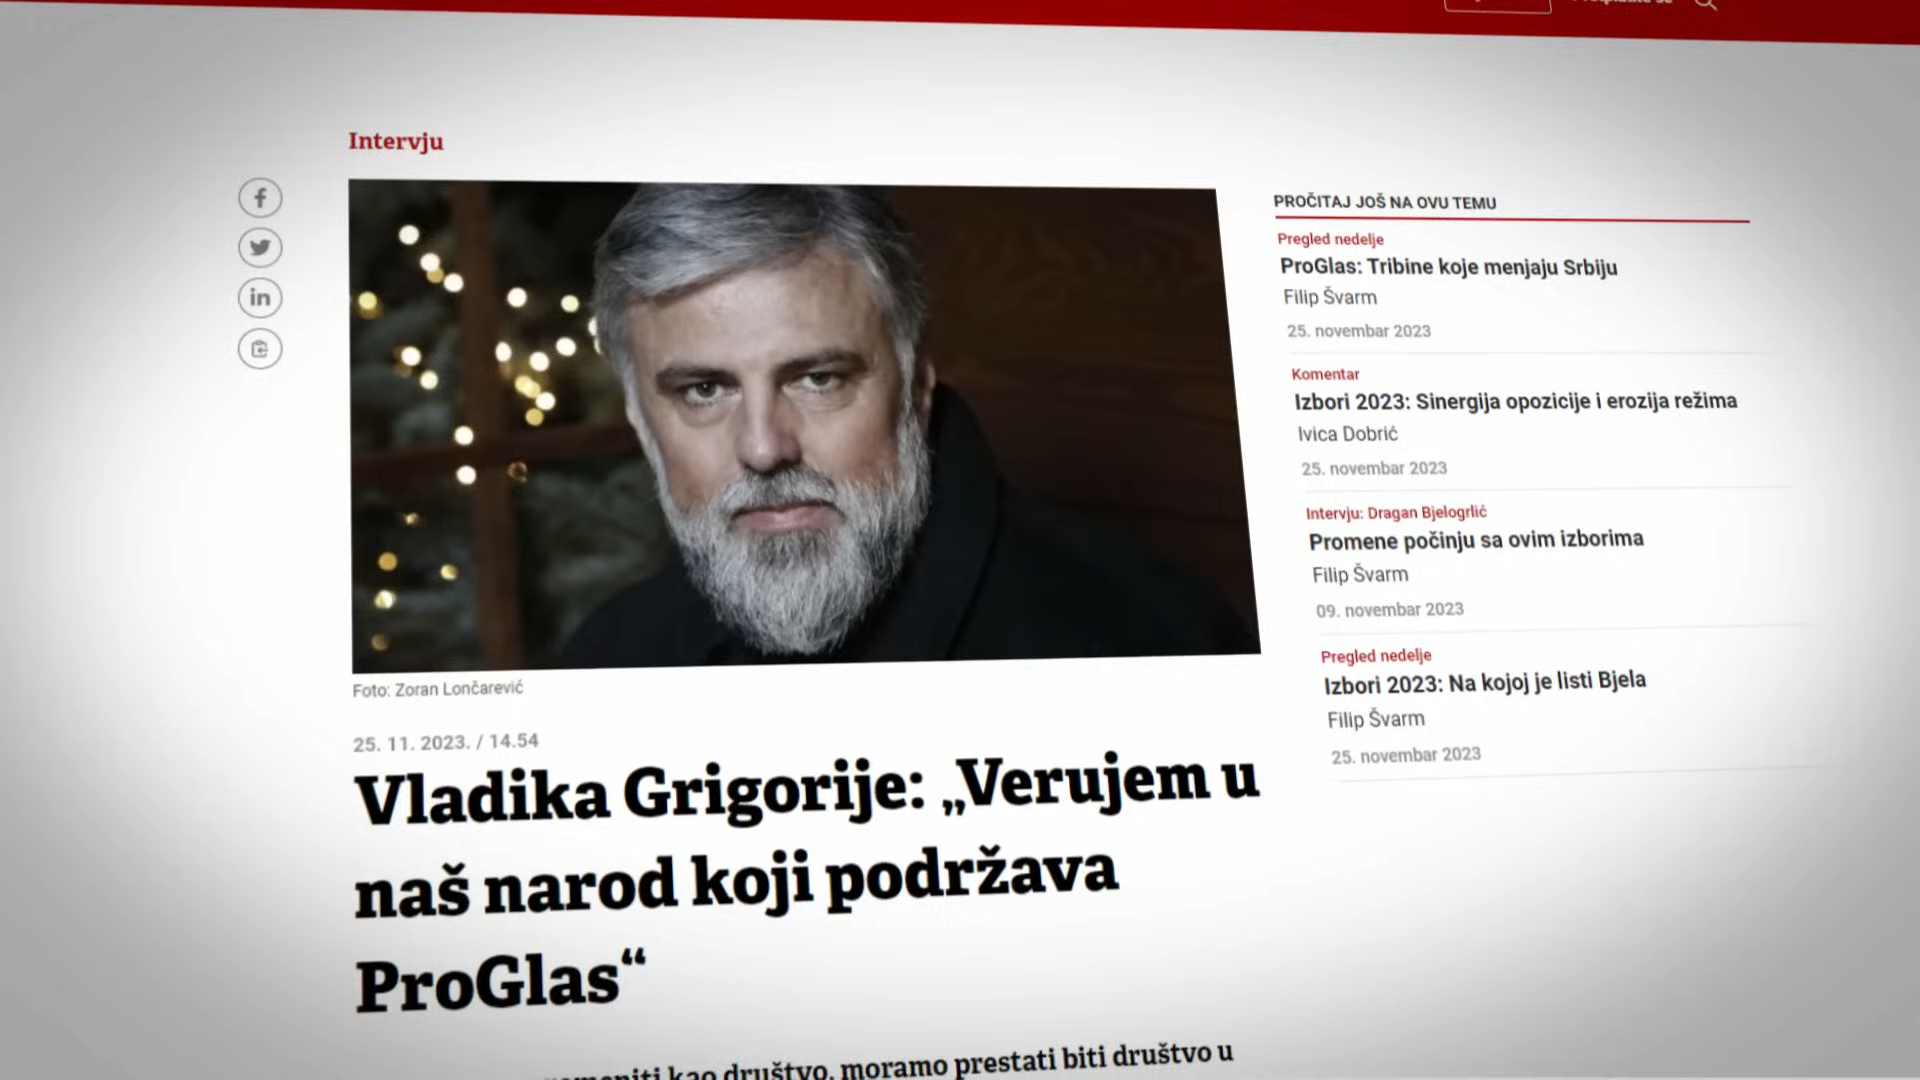 Intervju
Foto: Zoran Lončarević
25. 11. 2023. / 14.54
Vladika Grigorije: „Verujem u
naš narod koji podržava
ProGlas“
kao društvo, moramo prestati biti društvo u
PROČITAJ JOŠ NA OVU TEMU
Pregled nedelje
ProGlas: Tribine koje menjaju Srbiju
Filip Švarm
25. novembar 2023
Komentar
Izbori 2023: Sinergija opozicije i erozija režima
Ivica Dobrić
25. novembar 2023
Intervju: Dragan Bjelogrlić
Promene počinju sa ovim izborima
Filip Švarm
09. novembar 2023
Pregled nedelje
Izbori 2023: Na kojoj je listi Bjela
Filip Švarm
25. novembar 2023